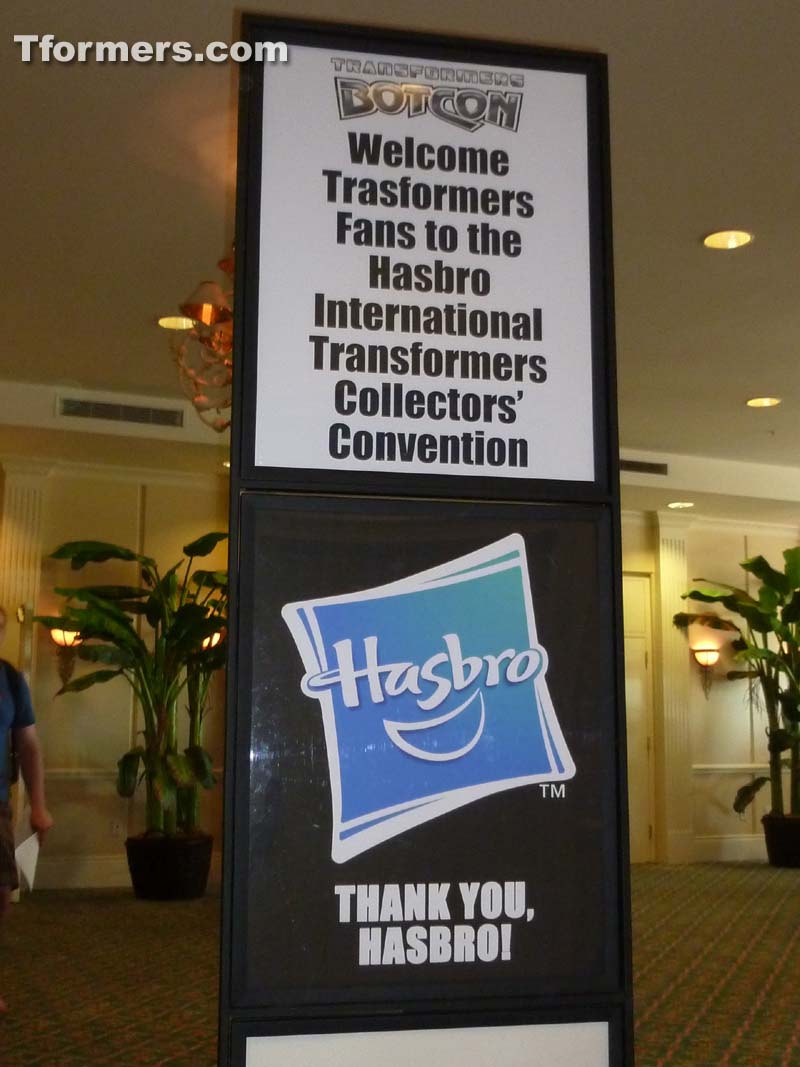 Tformers.com
TRANSFORMERS
BOTCON
Welcome
Trasformers
Fans to the
Hasbro
International
Transformers
Collectors’
Convention
Hasbro
TM
THANK YOU,
HASBRO!